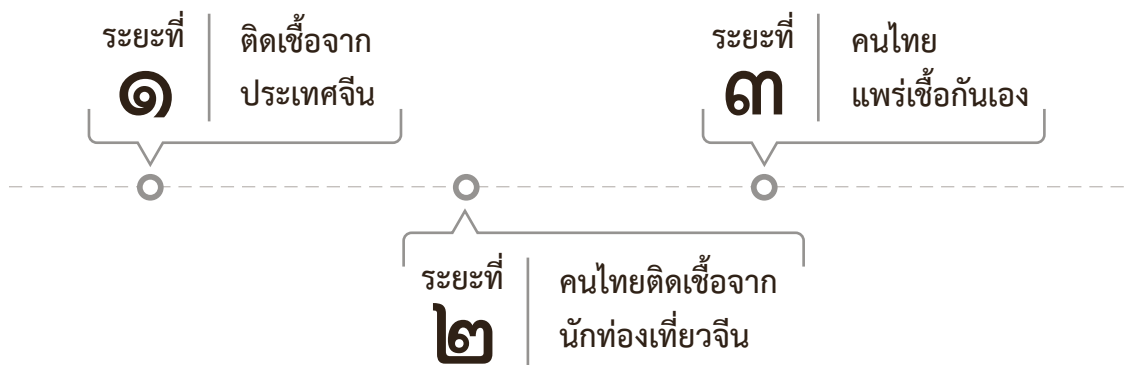 ระยะที่
๑
ติดเชื้อจาก
ประเทศจีน
ระยะที่
๒
คนไทยติดเชื้อจาก
นักท่องเที่ยวจีน
ระยะที่
๓
คนไทย
แพร่เชื้อกันเอง